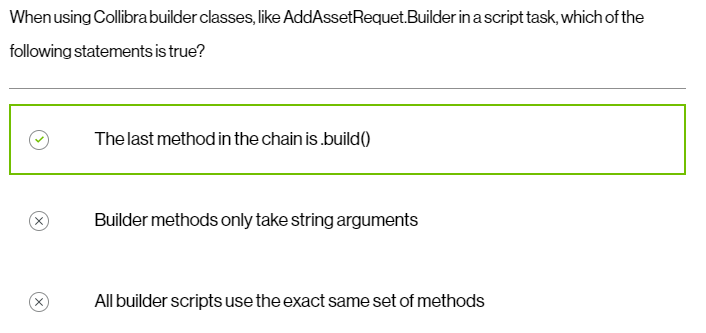 When using Collibra builder classes, like AddAssetRequet.Builder in a script task, which of the
following statements is true?
The last method in the chain is .build()
Builder methods only take string arguments
All builder scripts use the exact same set of methods